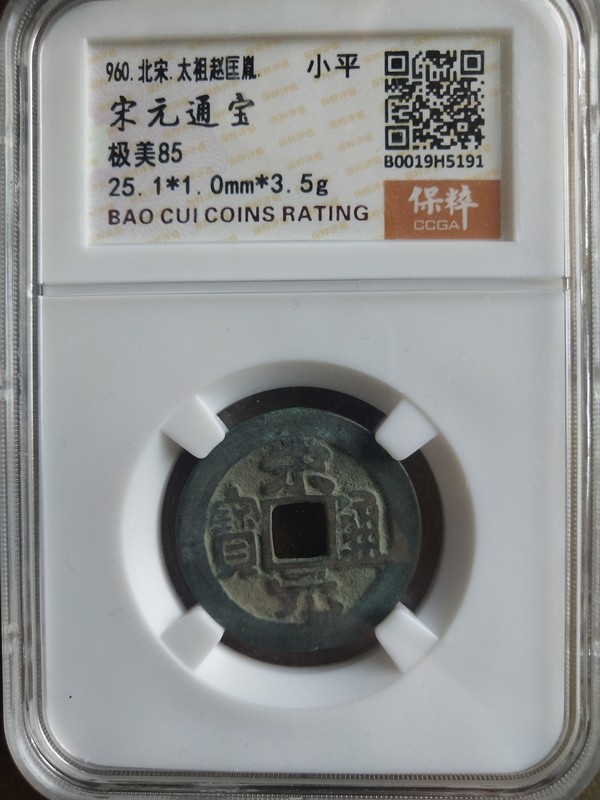 960.北宋.太祖赵匡胤.
小平
宋元通宝
极美85
25.1*1.0mm*3.5g
BAO CUI COINS RATING
B0019H5191
保粹
CCGA
宋元通寳